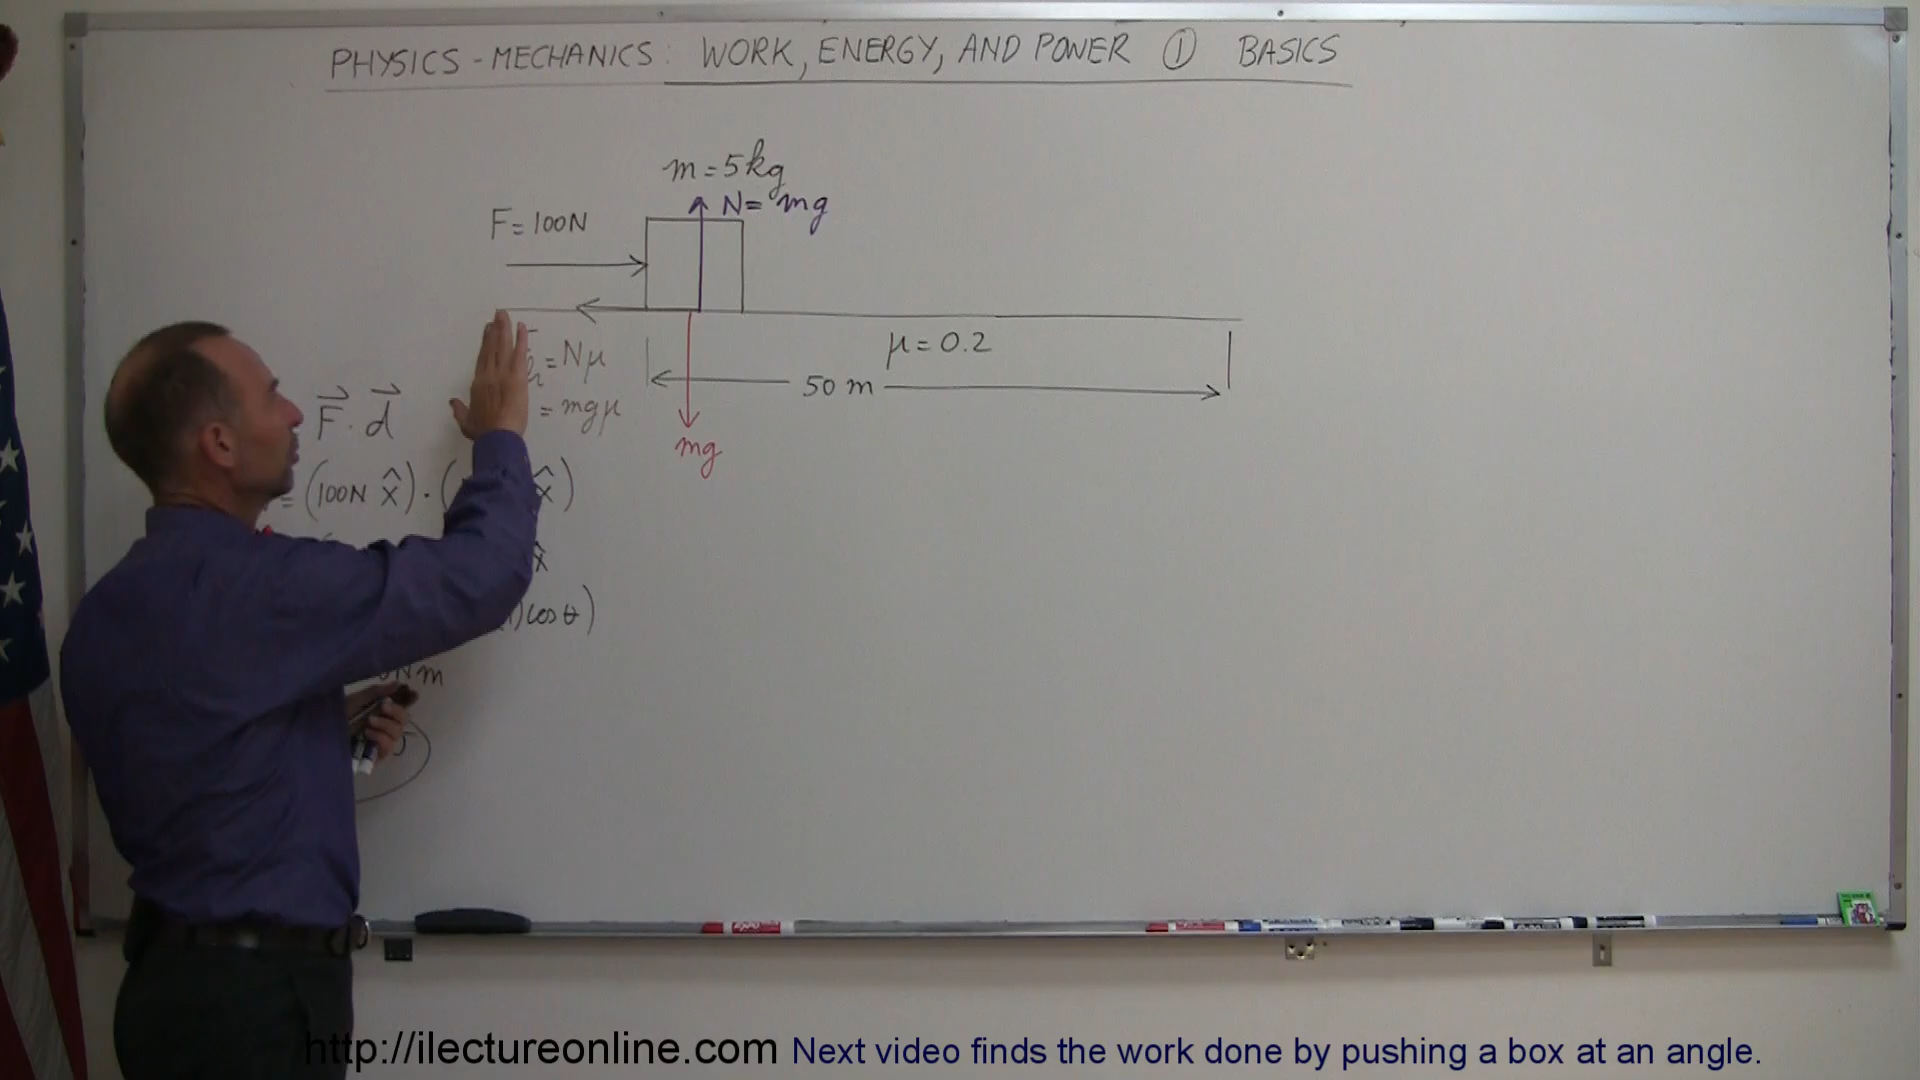 PHYSICS - MECHANICS: WORK, ENERGY, AND POWER ① BASICS
m = 5kg
N = mg
F = 100N
= Nμ
= mgμ
μ = 0.2
50 m
mg
F⃗ · d⃗
= (100N x̂) · ( x̂)
x̂
) cos θ)
Nm
http://ilectureonline.com Next video finds the work done by pushing a box at an angle.